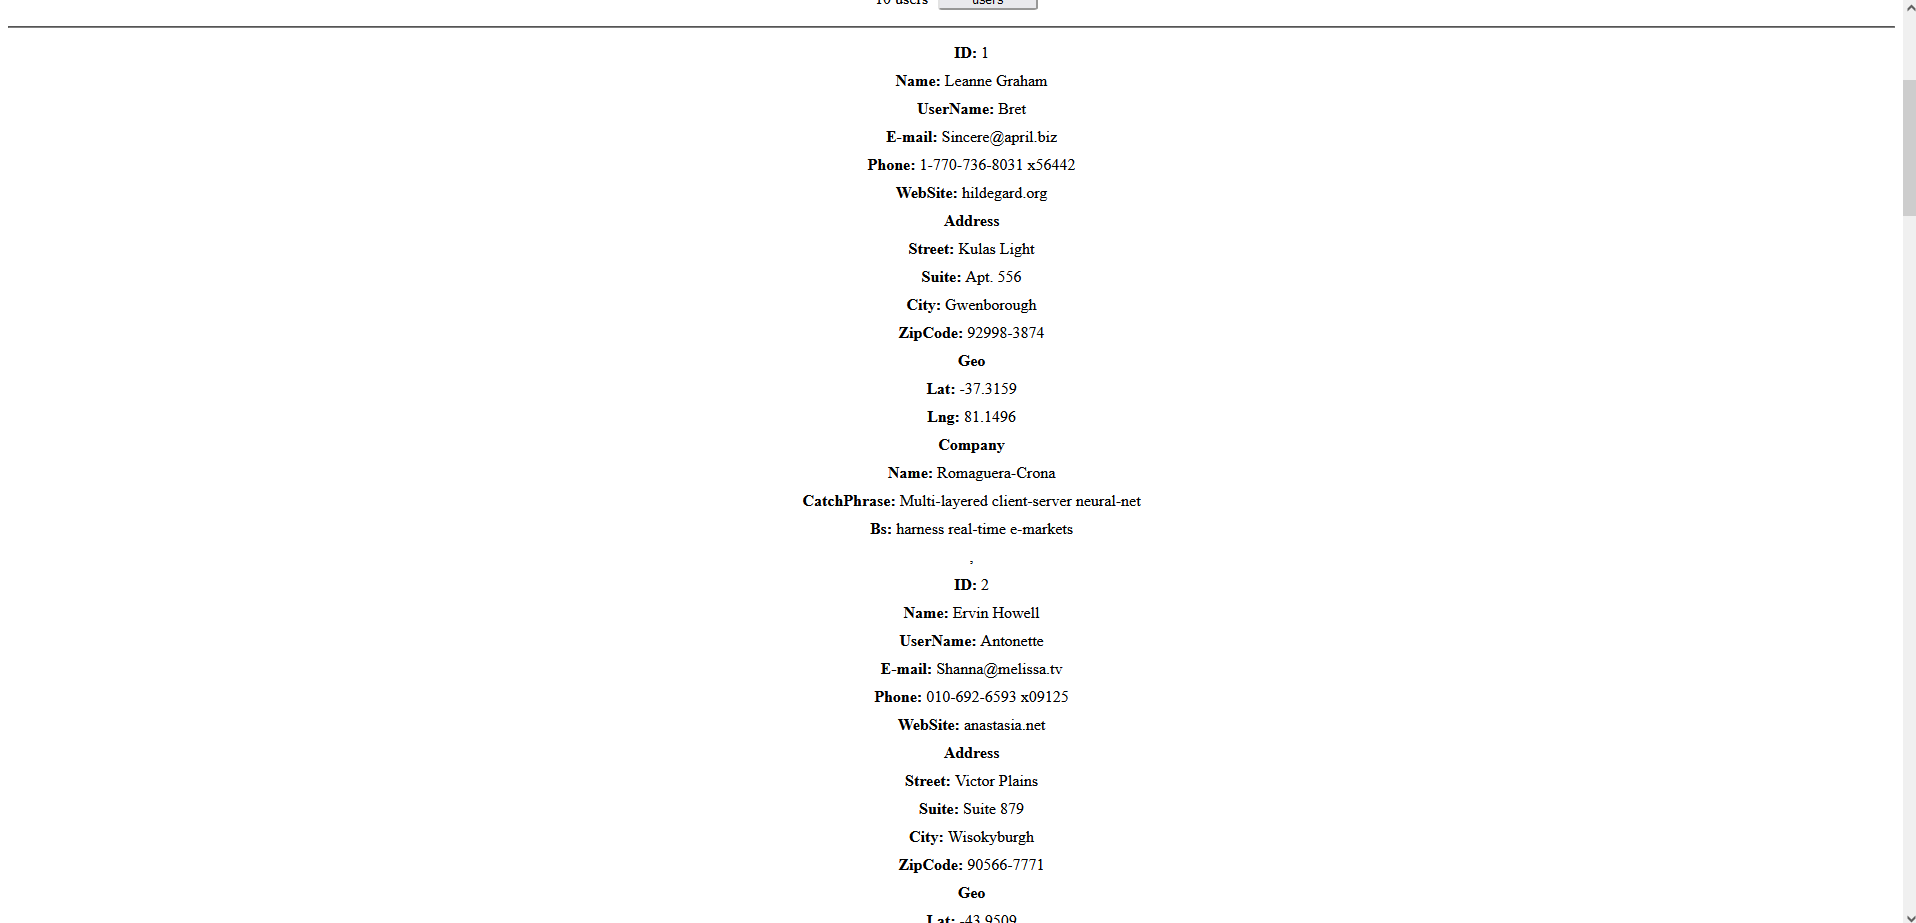 10 users users
ID: 1
Name: Leanne Graham
UserName: Bret
E-mail: Sincere@april.biz
Phone: 1-770-736-8031 x56442
WebSite: hildegard.org
Address
Street: Kulas Light
Suite: Apt. 556
City: Gwenborough
ZipCode: 92998-3874
Geo
Lat: -37.3159
Lng: 81.1496
Company
Name: Romaguera-Crona
CatchPhrase: Multi-layered client-server neural-net
Bs: harness real-time e-markets
,
ID: 2
Name: Ervin Howell
UserName: Antonette
E-mail: Shanna@melissa.tv
Phone: 010-692-6593 x09125
WebSite: anastasia.net
Address
Street: Victor Plains
Suite: Suite 879
City: Wisokyburgh
ZipCode: 90566-7771
Geo
Lat: -43.9509